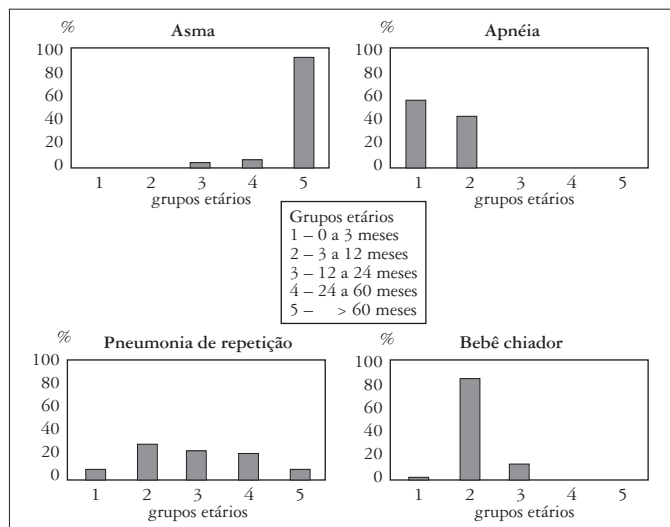 % Asma
100
80
60
40
20
0
1 2 3 4 5
grupos etários
% Apnéia
100
80
60
40
20
0
1 2 3 4 5
grupos etários
Grupos etários
1 – 0 a 3 meses
2 – 3 a 12 meses
3 – 12 a 24 meses
4 – 24 a 60 meses
5 – > 60 meses
% Pneumonia de repetição
100
80
60
40
20
0
1 2 3 4 5
grupos etários
% Bebê chiador
100
80
60
40
20
0
1 2 3 4 5
grupos etários